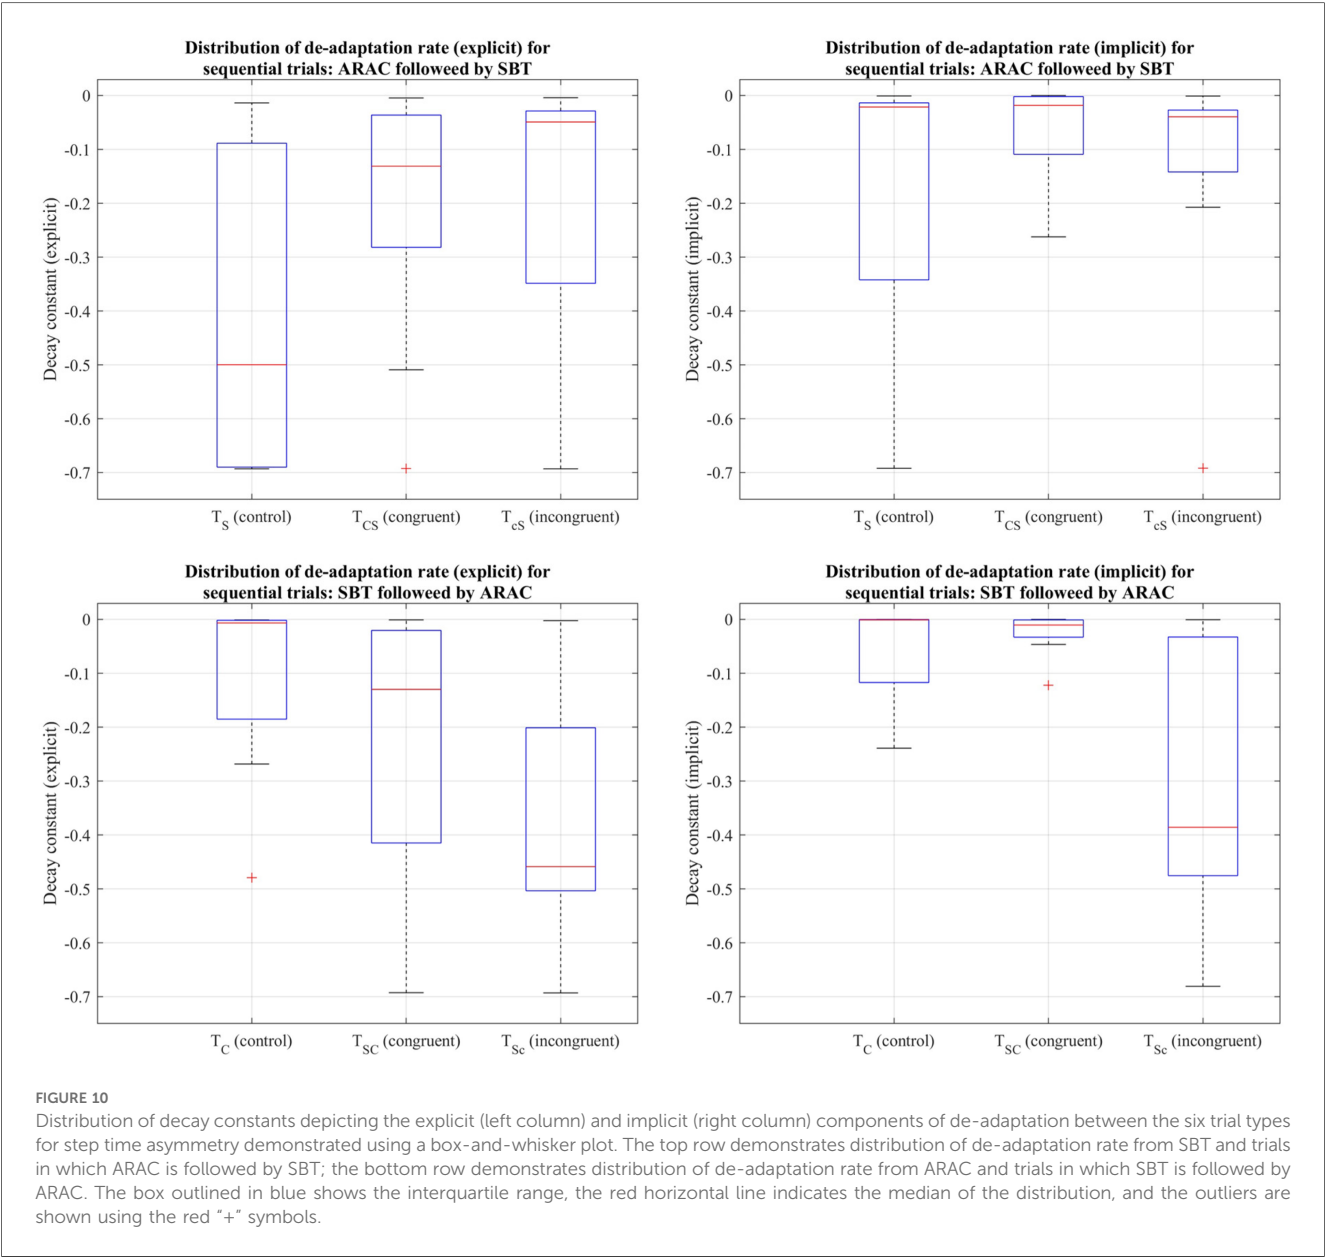 Distribution of de-adaptation rate (explicit) for
sequential trials: ARAC followeed by SBT
0
-0.1
-0.2
-0.3
-0.4
-0.5
-0.6
-0.7
Decay constant (explicit)
T_S (control)
T_CS (congruent)
T_cS (incongruent)
Distribution of de-adaptation rate (implicit) for
sequential trials: ARAC followeed by SBT
0
-0.1
-0.2
-0.3
-0.4
-0.5
-0.6
-0.7
Decay constant (implicit)
T_S (control)
T_CS (congruent)
T_cS (incongruent)
Distribution of de-adaptation rate (explicit) for
sequential trials: SBT followeed by ARAC
0
-0.1
-0.2
-0.3
-0.4
-0.5
-0.6
-0.7
Decay constant (explicit)
T_C (control)
T_SC (congruent)
T_Sc (incongruent)
Distribution of de-adaptation rate (implicit) for
sequential trials: SBT followeed by ARAC
0
-0.1
-0.2
-0.3
-0.4
-0.5
-0.6
-0.7
Decay constant (implicit)
T_C (control)
T_SC (congruent)
T_Sc (incongruent)
FIGURE 10
Distribution of decay constants depicting the explicit (left column) and implicit (right column) components of de-adaptation between the six trial types
for step time asymmetry demonstrated using a box-and-whisker plot. The top row demonstrates distribution of de-adaptation rate from SBT and trials
in which ARAC is followed by SBT; the bottom row demonstrates distribution of de-adaptation rate from ARAC and trials in which SBT is followed by
ARAC. The box outlined in blue shows the interquartile range, the red horizontal line indicates the median of the distribution, and the outliers are
shown using the red “+” symbols.